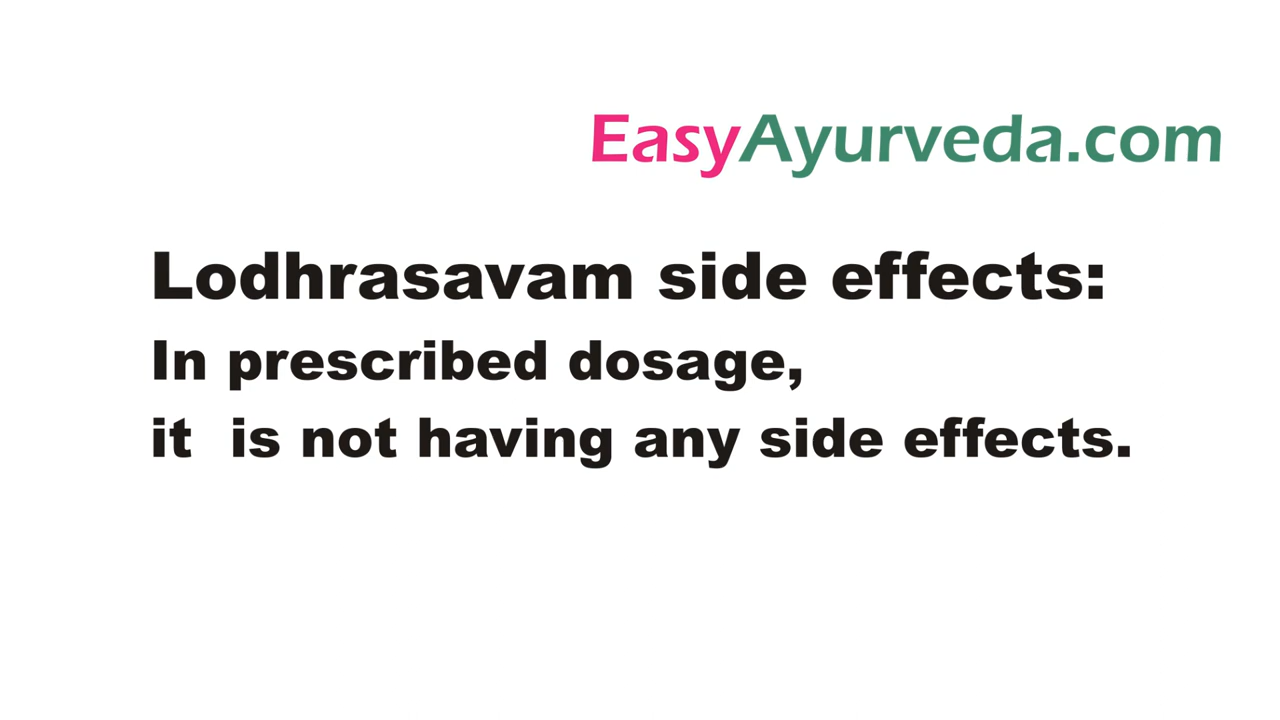 EasyAyurveda.com
Lodhrasavam side effects:
In prescribed dosage,
it  is not having any side effects.